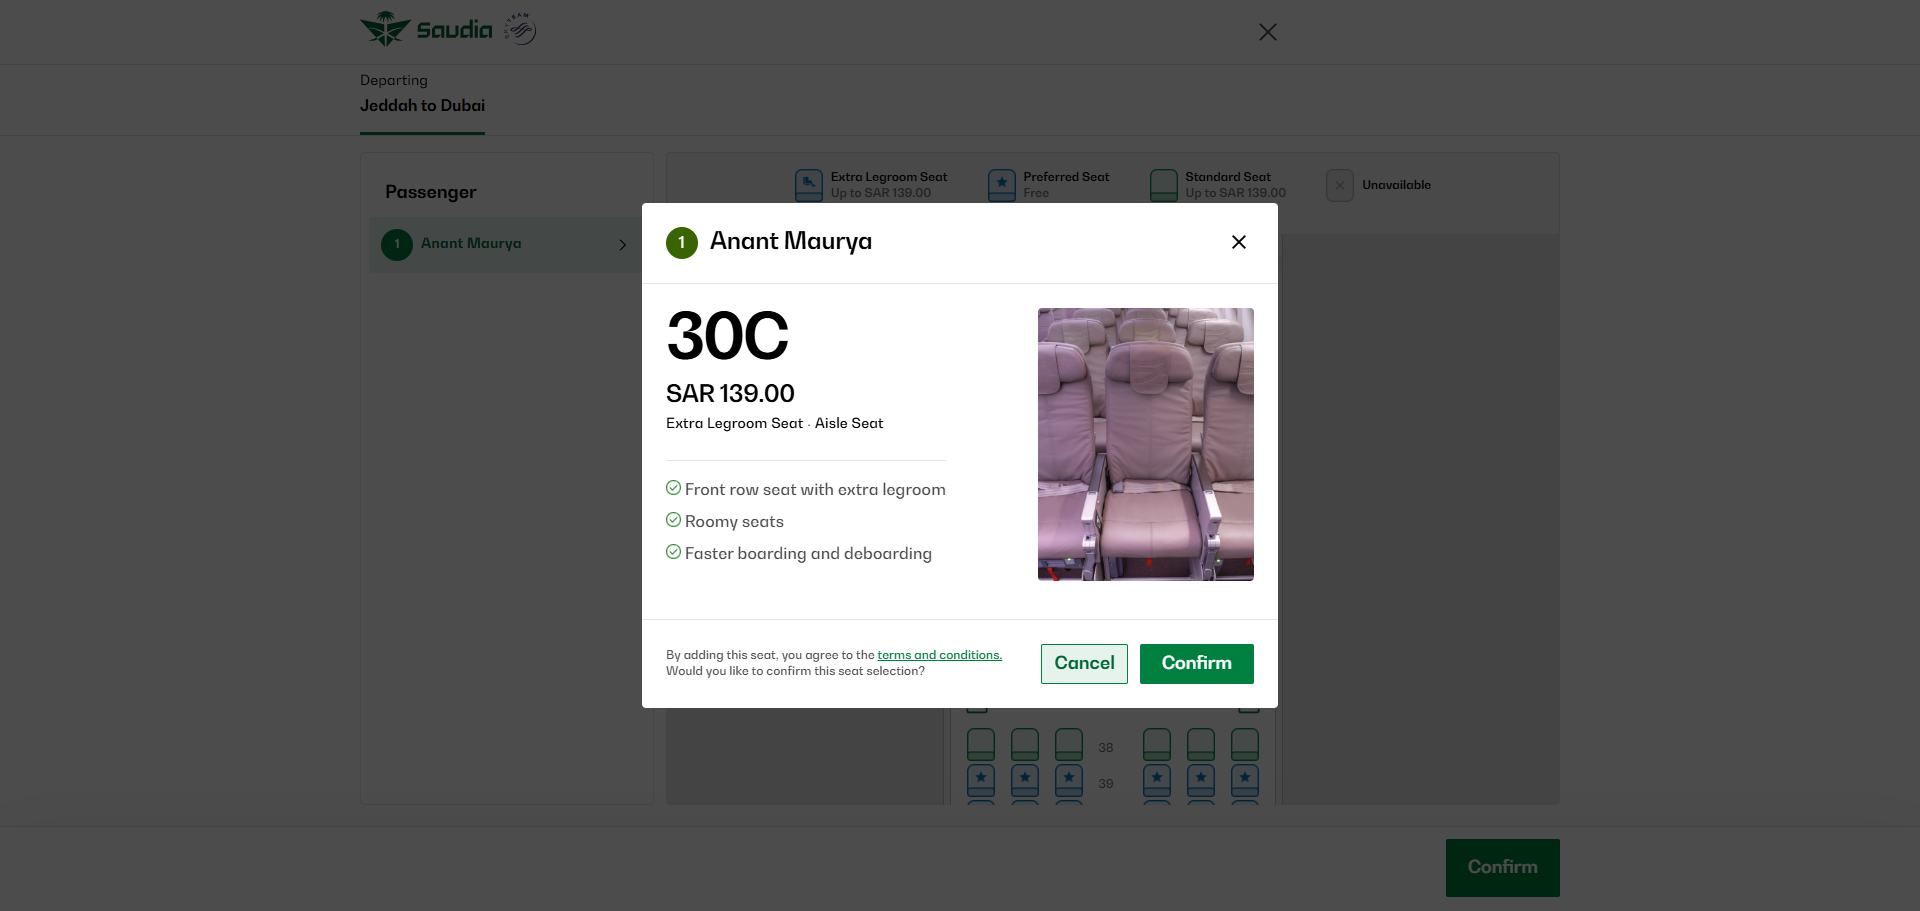 Saudia
SKYTEAM
Departing
Jeddah to Dubai
Passenger
1 Anant Maurya
Extra Legroom Seat
Up to SAR 139.00
Preferred Seat
Free
Standard Seat
Up to SAR 139.00
Unavailable
1 Anant Maurya
30C
SAR 139.00
Extra Legroom Seat · Aisle Seat
Front row seat with extra legroom
Roomy seats
Faster boarding and deboarding
By adding this seat, you agree to the terms and conditions.
Would you like to confirm this seat selection?
Cancel
Confirm
38
39
Confirm